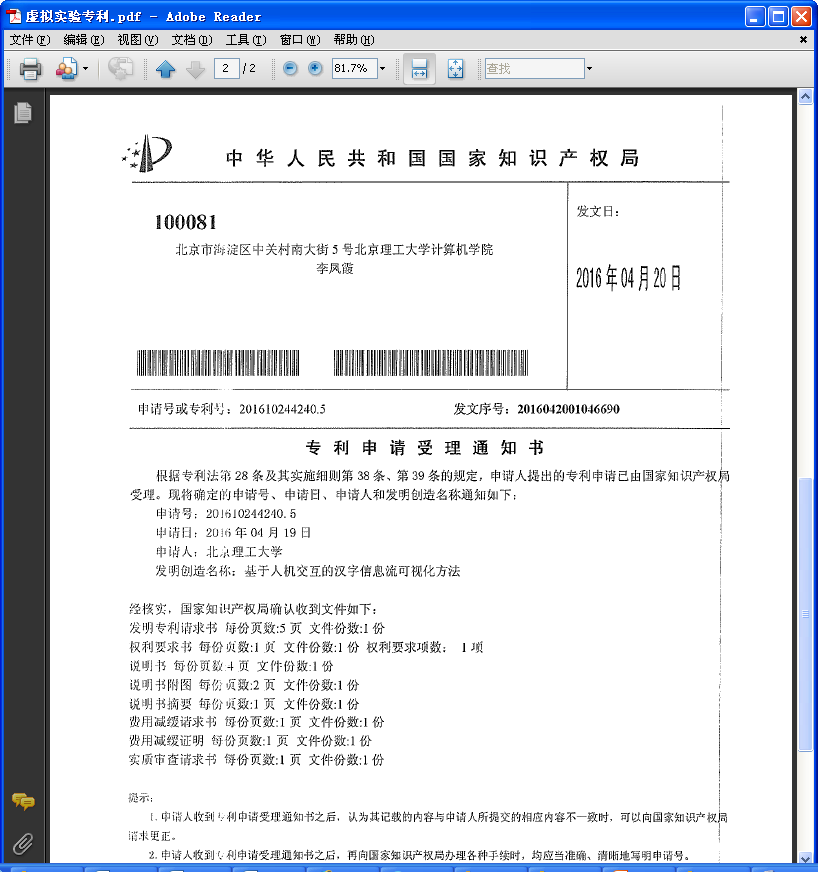 虚拟实验专利.pdf - Adobe Reader
文件(F) 编辑(E) 视图(V) 文档(D) 工具(T) 窗口(W) 帮助(H)
2 / 2 81.7% 查找
中华人民共和国国家知识产权局
100081
发文日：
北京市海淀区中关村南大街 5 号北京理工大学计算机学院
李凤霞
2016 年 04 月 20 日
申请号或专利号：201610244240.5 发文序号：2016042001046690
专利申请受理通知书
根据专利法第 28 条及其实施细则第 38 条、第 39 条的规定，申请人提出的专利申请已由国家知识产权局
受理。现将确定的申请号、申请日、申请人和发明创造名称通知如下：
申请号：201610244240.5
申请日：2016 年 04 月 19 日
申请人：北京理工大学
发明创造名称：基于人机交互的汉字信息流可视化方法
经核实，国家知识产权局确认收到文件如下：
发明专利请求书 每份页数:5 页 文件份数:1 份
权利要求书 每份页数:1 页 文件份数:1 份 权利要求项数： 1 项
说明书 每份页数:4 页 文件份数:1 份
说明书附图 每份页数:2 页 文件份数:1 份
说明书摘要 每份页数:1 页 文件份数:1 份
费用减缓请求书 每份页数:1 页 文件份数:1 份
费用减缓证明 每份页数:1 页 文件份数:1 份
实质审查请求书 每份页数:1 页 文件份数:1 份
提示：
1. 申请人收到专利申请受理通知书之后，认为其记载的内容与申请人所提交的相应内容不一致时，可以向国家知识产权局
请求更正。
2. 申请人收到专利申请受理通知书之后，再向国家知识产权局办理各种手续时，均应当准确、清晰地写明申请号。